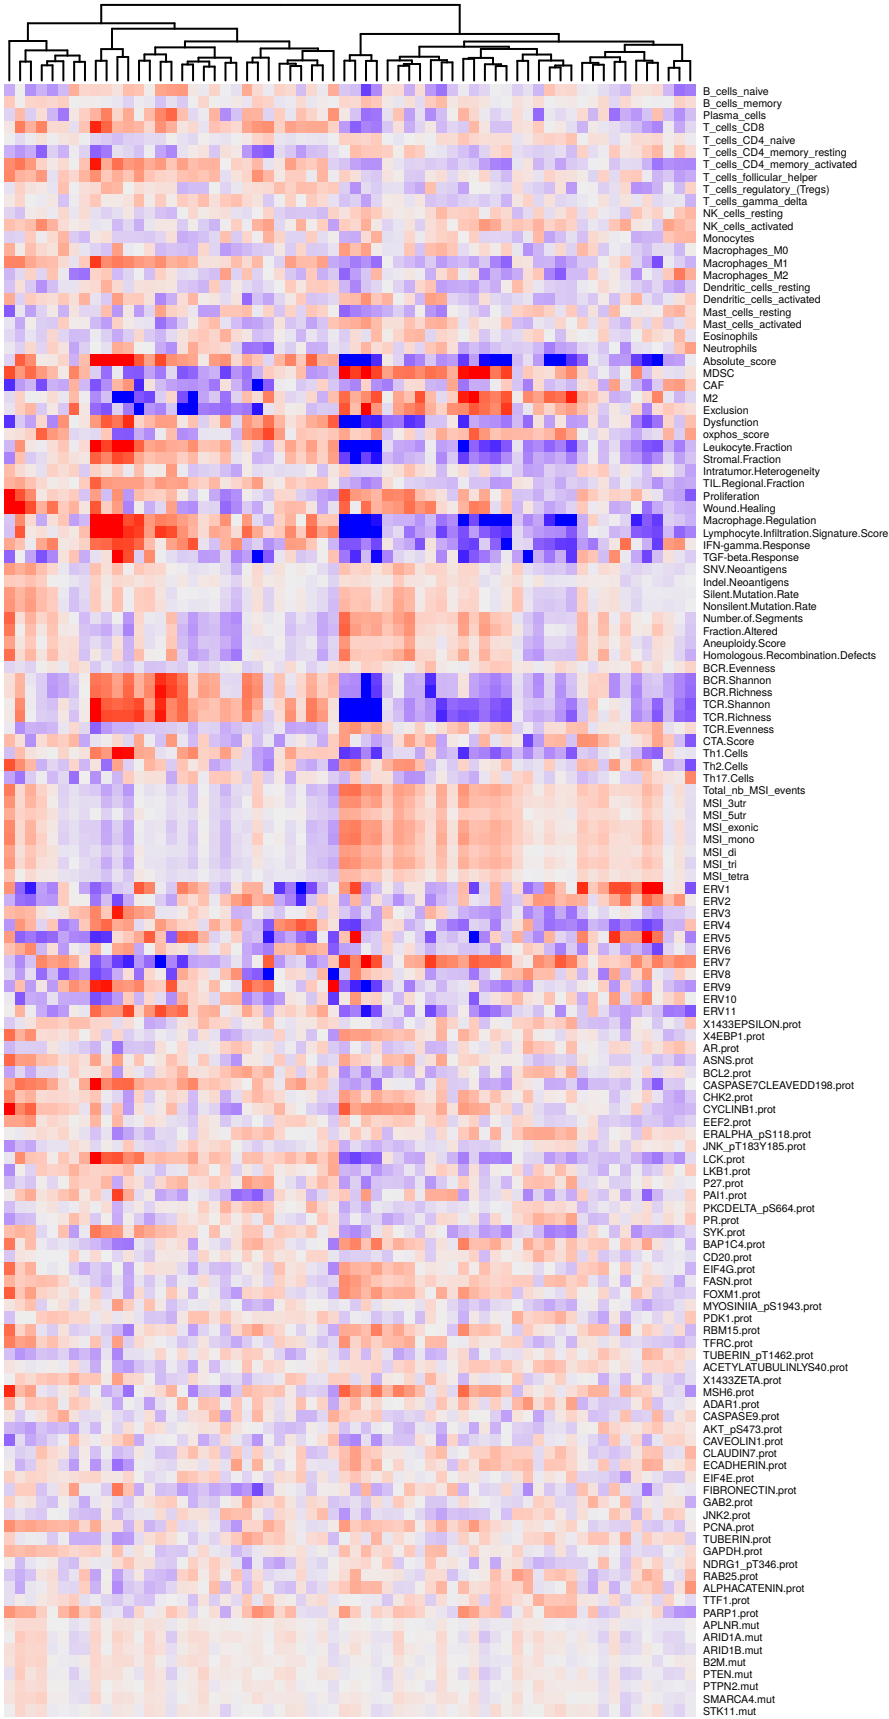 B_cells_naive
B_cells_memory
Plasma_cells
T_cells_CD8
T_cells_CD4_naive
T_cells_CD4_memory_resting
T_cells_CD4_memory_activated
T_cells_follicular_helper
T_cells_regulatory_(Tregs)
T_cells_gamma_delta
NK_cells_resting
NK_cells_activated
Monocytes
Macrophages_M0
Macrophages_M1
Macrophages_M2
Dendritic_cells_resting
Dendritic_cells_activated
Mast_cells_resting
Mast_cells_activated
Eosinophils
Neutrophils
Absolute_score
MDSC
CAF
M2
Exclusion
Dysfunction
oxphos_score
Leukocyte.Fraction
Stromal.Fraction
Intratumor.Heterogeneity
TIL.Regional.Fraction
Proliferation
Wound.Healing
Macrophage.Regulation
Lymphocyte.Infiltration.Signature.Score
IFN-gamma.Response
TGF-beta.Response
SNV.Neoantigens
Indel.Neoantigens
Silent.Mutation.Rate
Nonsilent.Mutation.Rate
Number.of.Segments
Fraction.Altered
Aneuploidy.Score
Homologous.Recombination.Defects
BCR.Evenness
BCR.Shannon
BCR.Richness
TCR.Shannon
TCR.Richness
TCR.Evenness
CTA.Score
Th1.Cells
Th2.Cells
Th17.Cells
Total_nb_MSI_events
MSI_3utr
MSI_5utr
MSI_exonic
MSI_mono
MSI_di
MSI_tri
MSI_tetra
ERV1
ERV2
ERV3
ERV4
ERV5
ERV6
ERV7
ERV8
ERV9
ERV10
ERV11
X1433EPSILON.prot
X4EBP1.prot
AR.prot
ASNS.prot
BCL2.prot
CASPASE7CLEAVEDD198.prot
CHK2.prot
CYCLINB1.prot
EEF2.prot
ERALPHA_pS118.prot
JNK_pT183Y185.prot
LCK.prot
LKB1.prot
P27.prot
PAI1.prot
PKCDELTA_pS664.prot
PR.prot
SYK.prot
BAP1C4.prot
CD20.prot
EIF4G.prot
FASN.prot
FOXM1.prot
MYOSINIIA_pS1943.prot
PDK1.prot
RBM15.prot
TFRC.prot
TUBERIN_pT1462.prot
ACETYLATUBULINLYS40.prot
X1433ZETA.prot
MSH6.prot
ADAR1.prot
CASPASE9.prot
AKT_pS473.prot
CAVEOLIN1.prot
CLAUDIN7.prot
ECADHERIN.prot
EIF4E.prot
FIBRONECTIN.prot
GAB2.prot
JNK2.prot
PCNA.prot
TUBERIN.prot
GAPDH.prot
NDRG1_pT346.prot
RAB25.prot
ALPHACATENIN.prot
TTF1.prot
PARP1.prot
APLNR.mut
ARID1A.mut
ARID1B.mut
B2M.mut
PTEN.mut
PTPN2.mut
SMARCA4.mut
STK11.mut